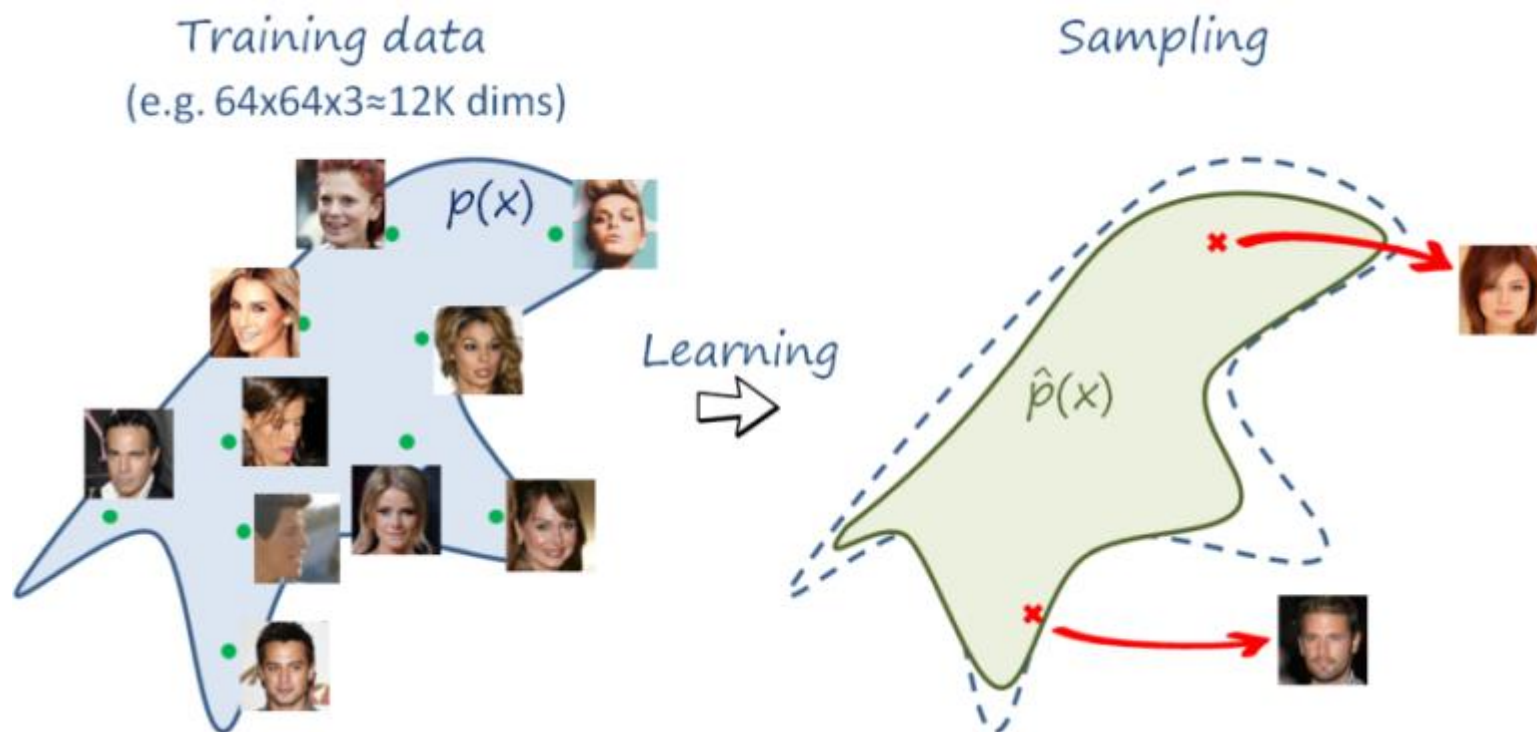 Training data
(e.g. 64x64x3≈12K dims)
p(x)
Learning
Sampling
p̂(x)